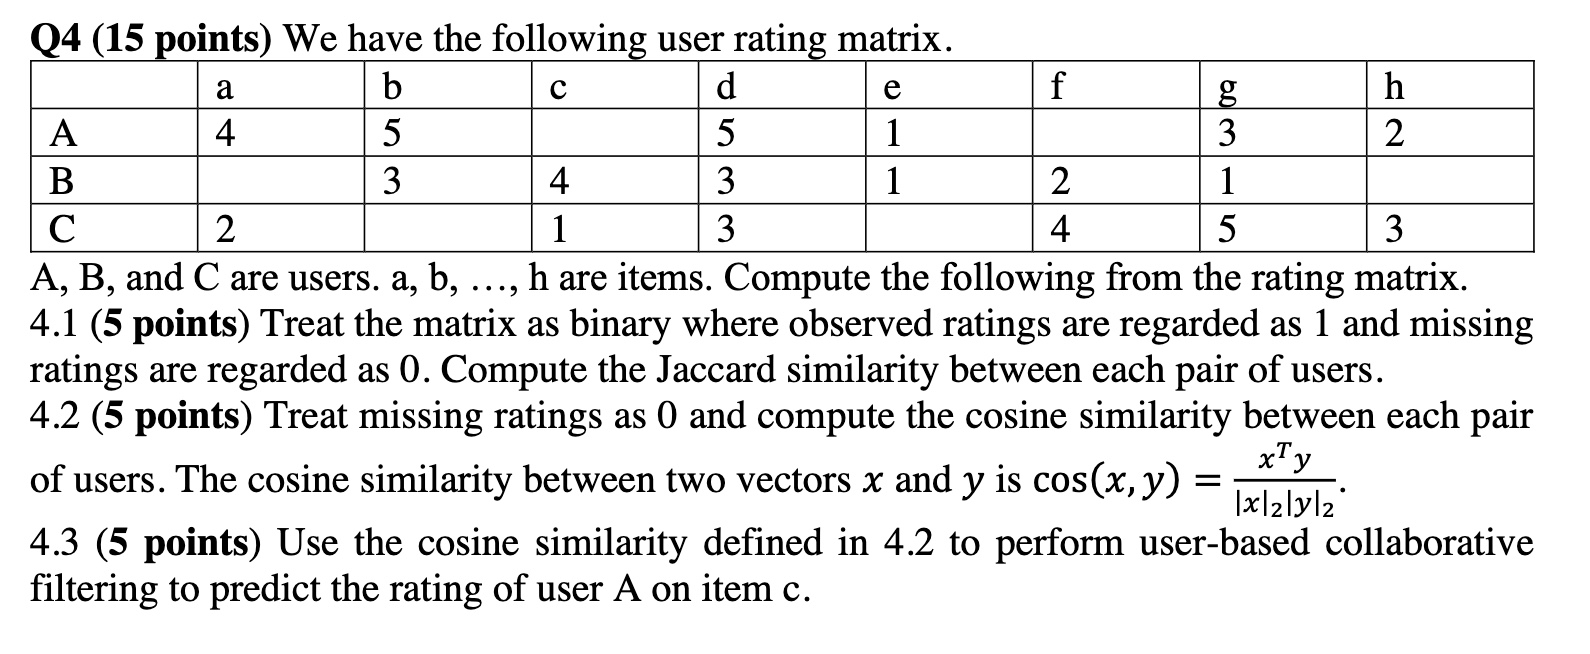 Q4 (15 points) We have the following user rating matrix.
a b c d e f g h
A 4 5 5 1 3 2
B 3 4 3 1 2 1
C 2 1 3 4 5 3
A, B, and C are users. a, b, …, h are items. Compute the following from the rating matrix.
4.1 (5 points) Treat the matrix as binary where observed ratings are regarded as 1 and missing
ratings are regarded as 0. Compute the Jaccard similarity between each pair of users.
4.2 (5 points) Treat missing ratings as 0 and compute the cosine similarity between each pair
of users. The cosine similarity between two vectors x and y is cos(x, y) = x^T y / |x|₂|y|₂.
4.3 (5 points) Use the cosine similarity defined in 4.2 to perform user-based collaborative
filtering to predict the rating of user A on item c.